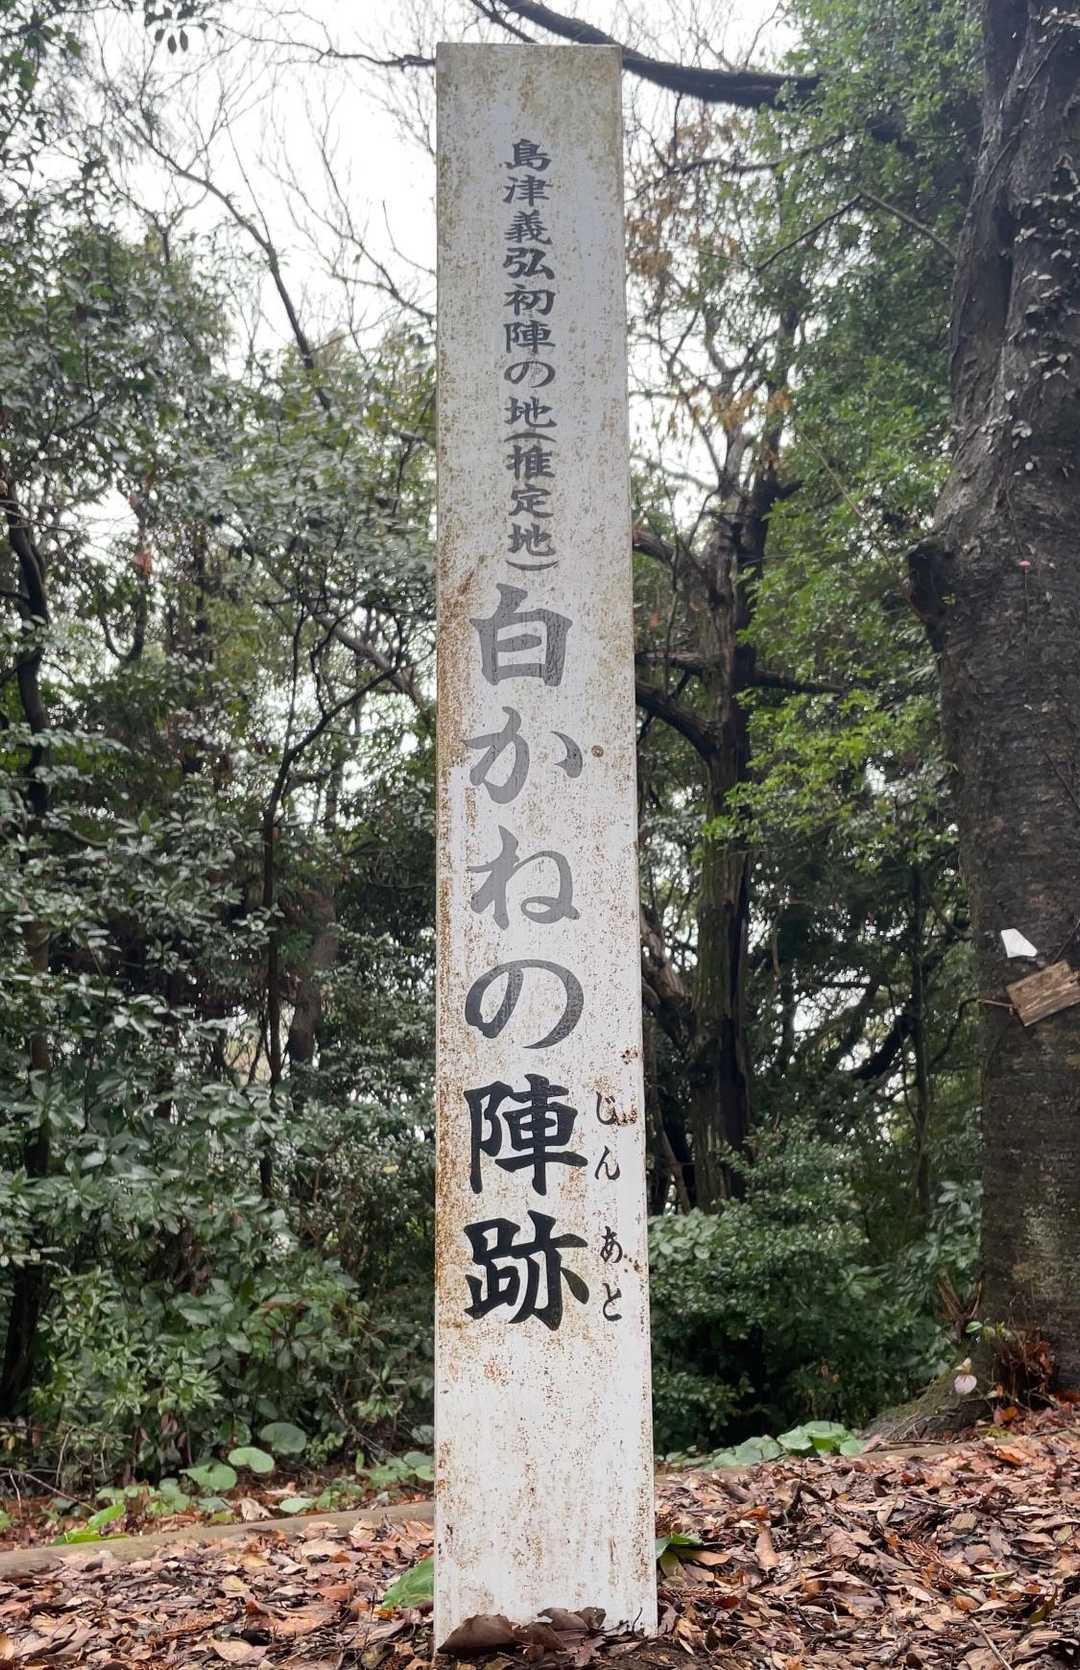 島津義弘初陣の地(推定地)
白かねの陣跡
じんあと